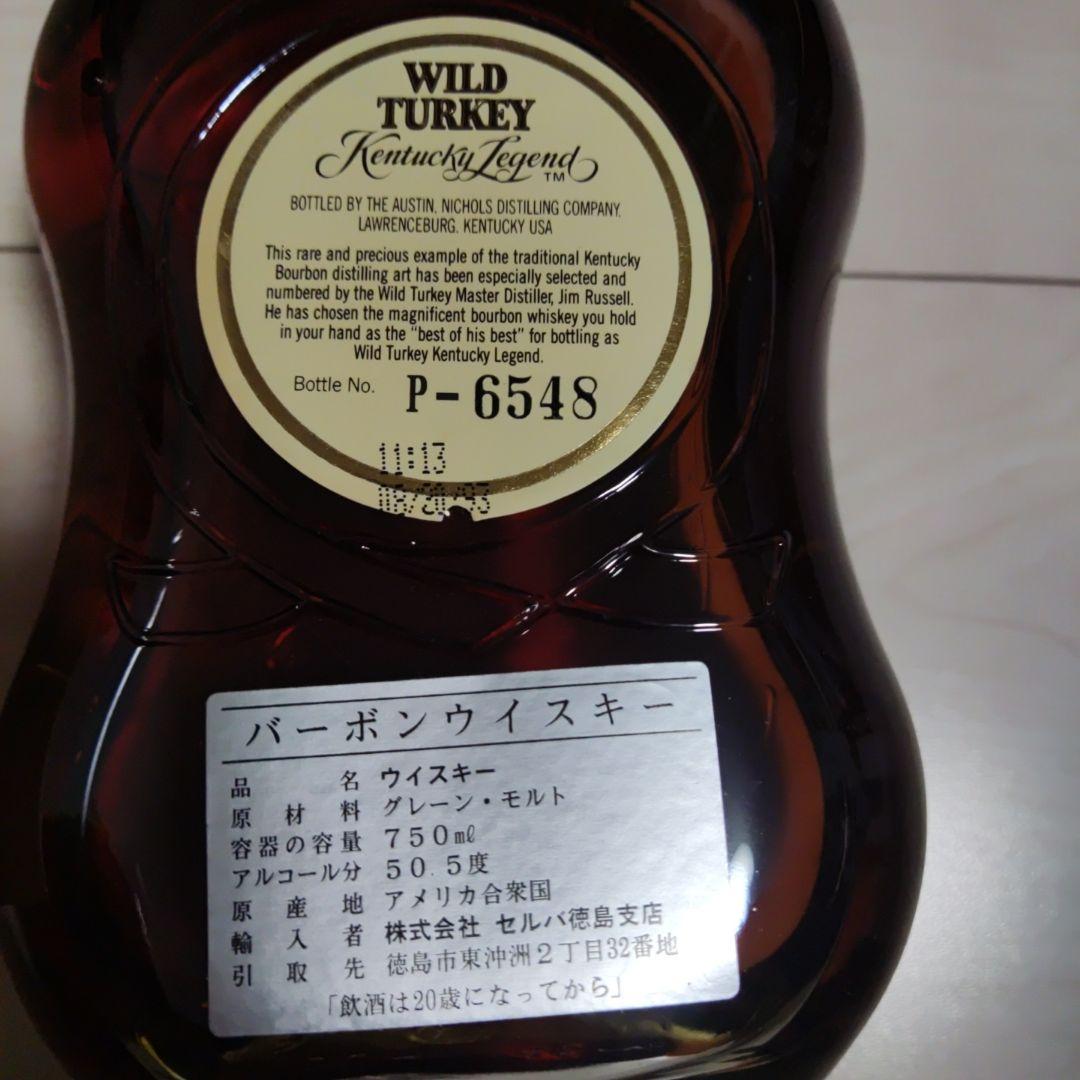 WILD
TURKEY
Kentucky Legend
TM
BOTTLED BY THE AUSTIN, NICHOLS DISTILLING COMPANY,
LAWRENCEBURG, KENTUCKY USA
This rare and precious example of the traditional Kentucky
Bourbon distilling art has been especially selected and
numbered by the Wild Turkey Master Distiller, Jim Russell.
He has chosen the magnificent bourbon whiskey you hold
in your hand as the "best of his best" for bottling as
Wild Turkey Kentucky Legend.
Bottle No. P-6548
11:13
バーボンウイスキー
品名 ウイスキー
原材料 グレーン・モルト
容器の容量 750㎖
アルコール分 50.5度
原産地 アメリカ合衆国
輸入者 株式会社 セルバ徳島支店
引取先 徳島市東沖洲2丁目32番地
「飲酒は20歳になってから」